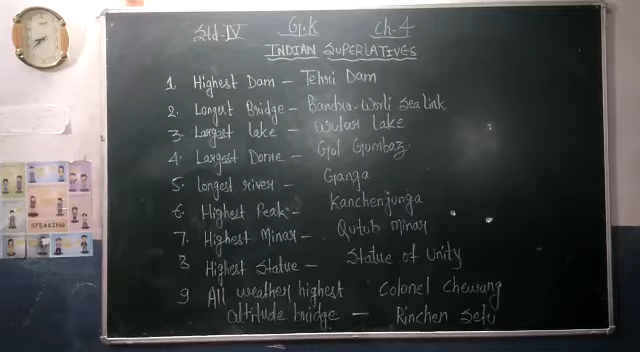 Std-IV G.K Ch-4
INDIAN SUPERLATIVES
1. Highest Dam - Tehri Dam
2. Longest Bridge - Bandra-Worli Sea link.
3. Largest lake - Wular lake
4. Largest Dome - Gol Gumbaz.
5. longest river - Ganga
6. Highest Peak - Kanchenjunga
7. Highest Minar - Qutub Minar
8 Highest Statue - Statue of Unity
9 All weather highest Colonel Chewang
altitude bridge - Rinchen Setu
SPEAKING